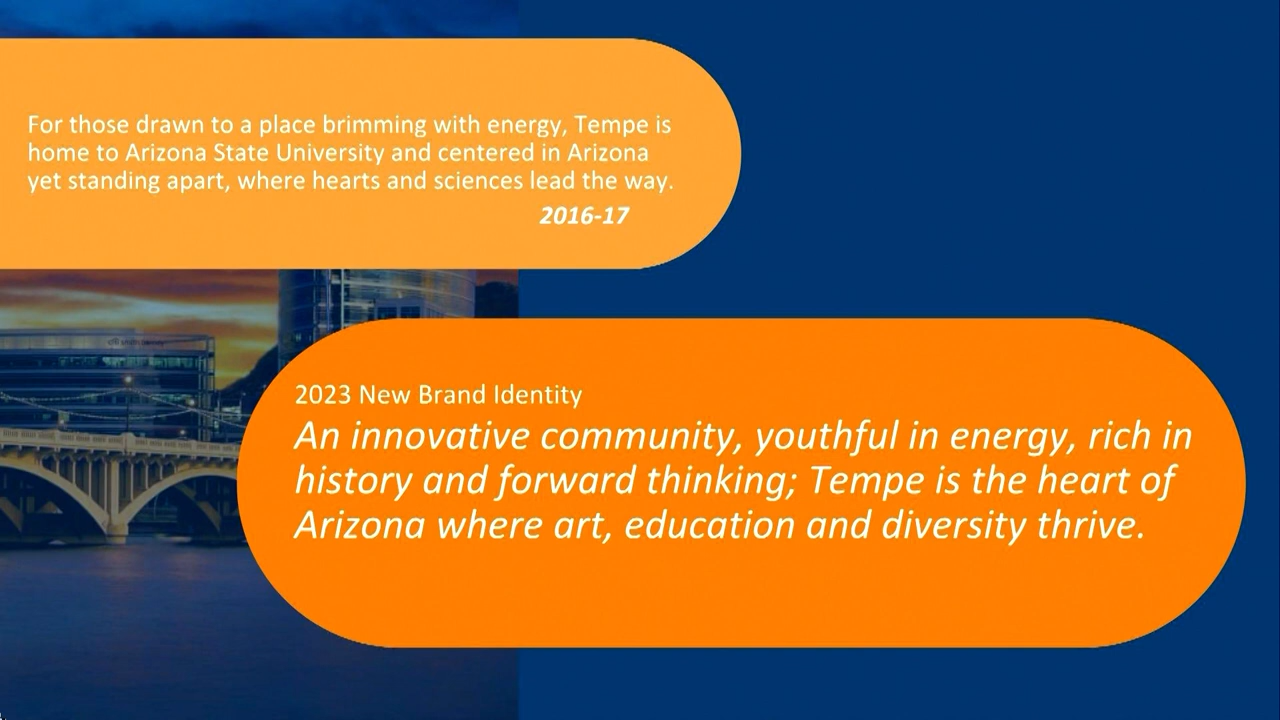 For those drawn to a place brimming with energy, Tempe is
home to Arizona State University and centered in Arizona
yet standing apart, where hearts and sciences lead the way.
2016-17
2023 New Brand Identity
An innovative community, youthful in energy, rich in
history and forward thinking; Tempe is the heart of
Arizona where art, education and diversity thrive.